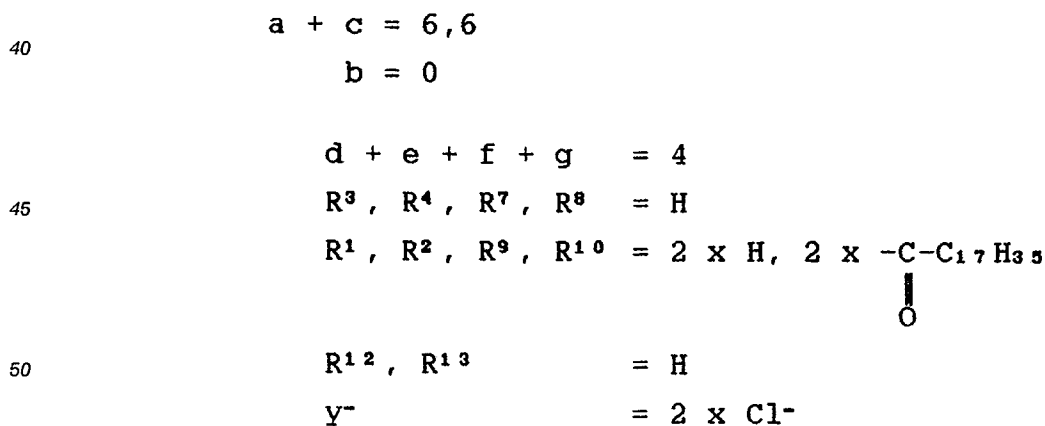 a + c = 6,6
40
b = 0
d + e + f + g = 4
45 R³, R⁴, R⁷, R⁸ = H
R¹, R², R⁹, R¹⁰ = 2 x H, 2 x -C-C₁₇H₃₅
O
50 R¹², R¹³ = H
y⁻ = 2 x Cl⁻